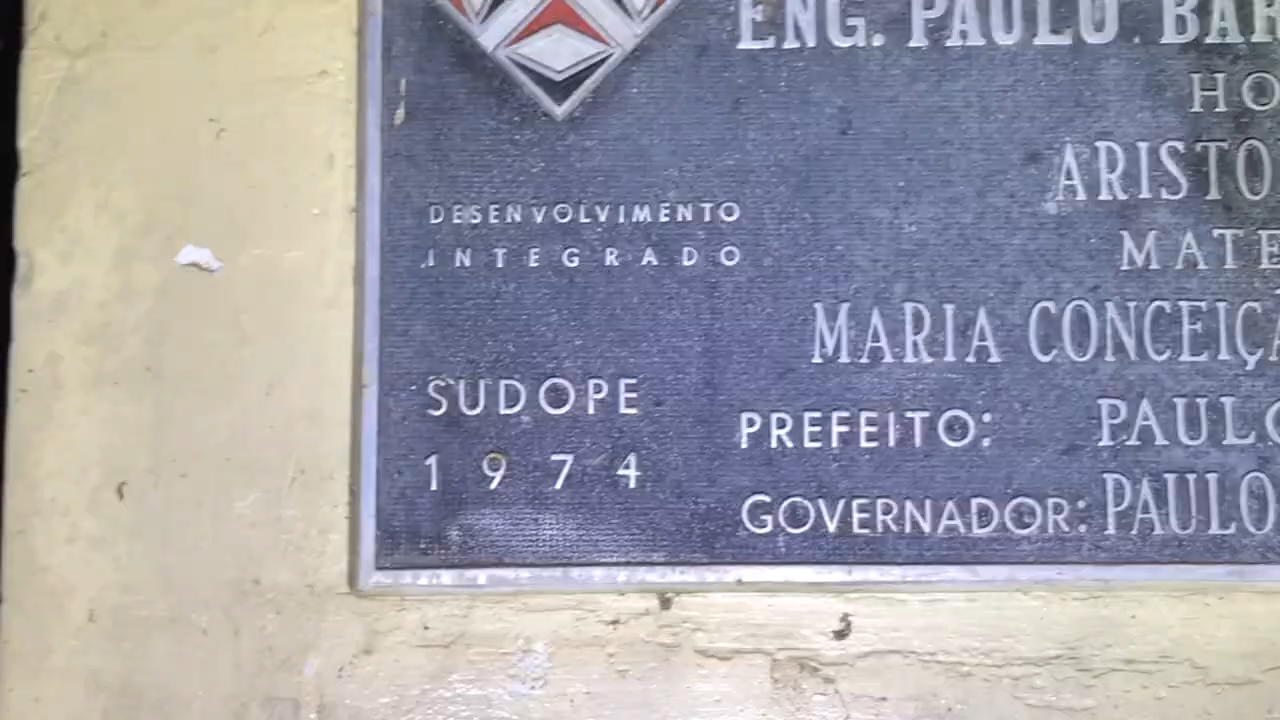 ENG. PAULO BAR
HO
ARISTO
DESENVOLVIMENTO
INTEGRADO
MATE
MARIA CONCEIÇA
SUDOPE
PREFEITO: PAULO
1974
GOVERNADOR: PAULO